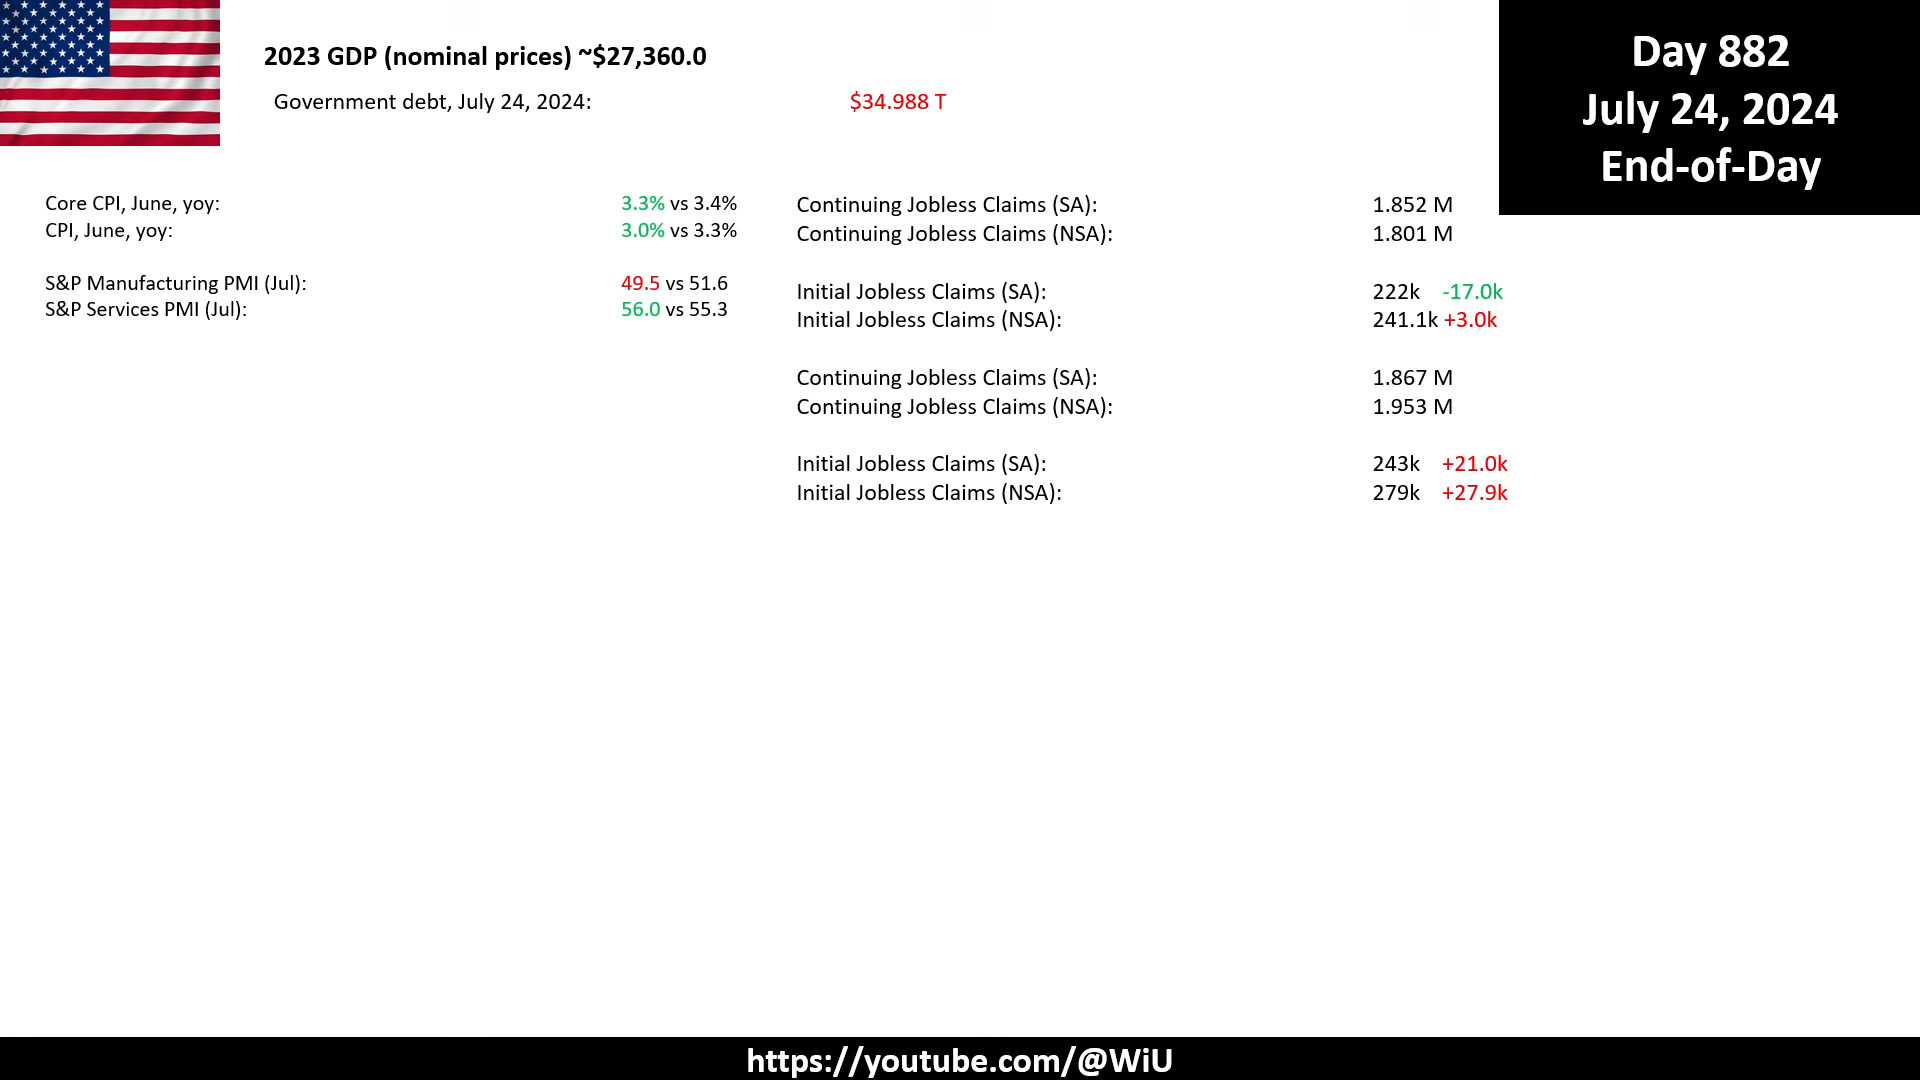 2023 GDP (nominal prices) ~$27,360.0
Government debt, July 24, 2024: $34.988 T
Day 882
July 24, 2024
End-of-Day
Core CPI, June, yoy: 3.3% vs 3.4%
CPI, June, yoy: 3.0% vs 3.3%
S&P Manufacturing PMI (Jul): 49.5 vs 51.6
S&P Services PMI (Jul): 56.0 vs 55.3
Continuing Jobless Claims (SA): 1.852 M
Continuing Jobless Claims (NSA): 1.801 M
Initial Jobless Claims (SA): 222k -17.0k
Initial Jobless Claims (NSA): 241.1k +3.0k
Continuing Jobless Claims (SA): 1.867 M
Continuing Jobless Claims (NSA): 1.953 M
Initial Jobless Claims (SA): 243k +21.0k
Initial Jobless Claims (NSA): 279k +27.9k
https://youtube.com/@WiU